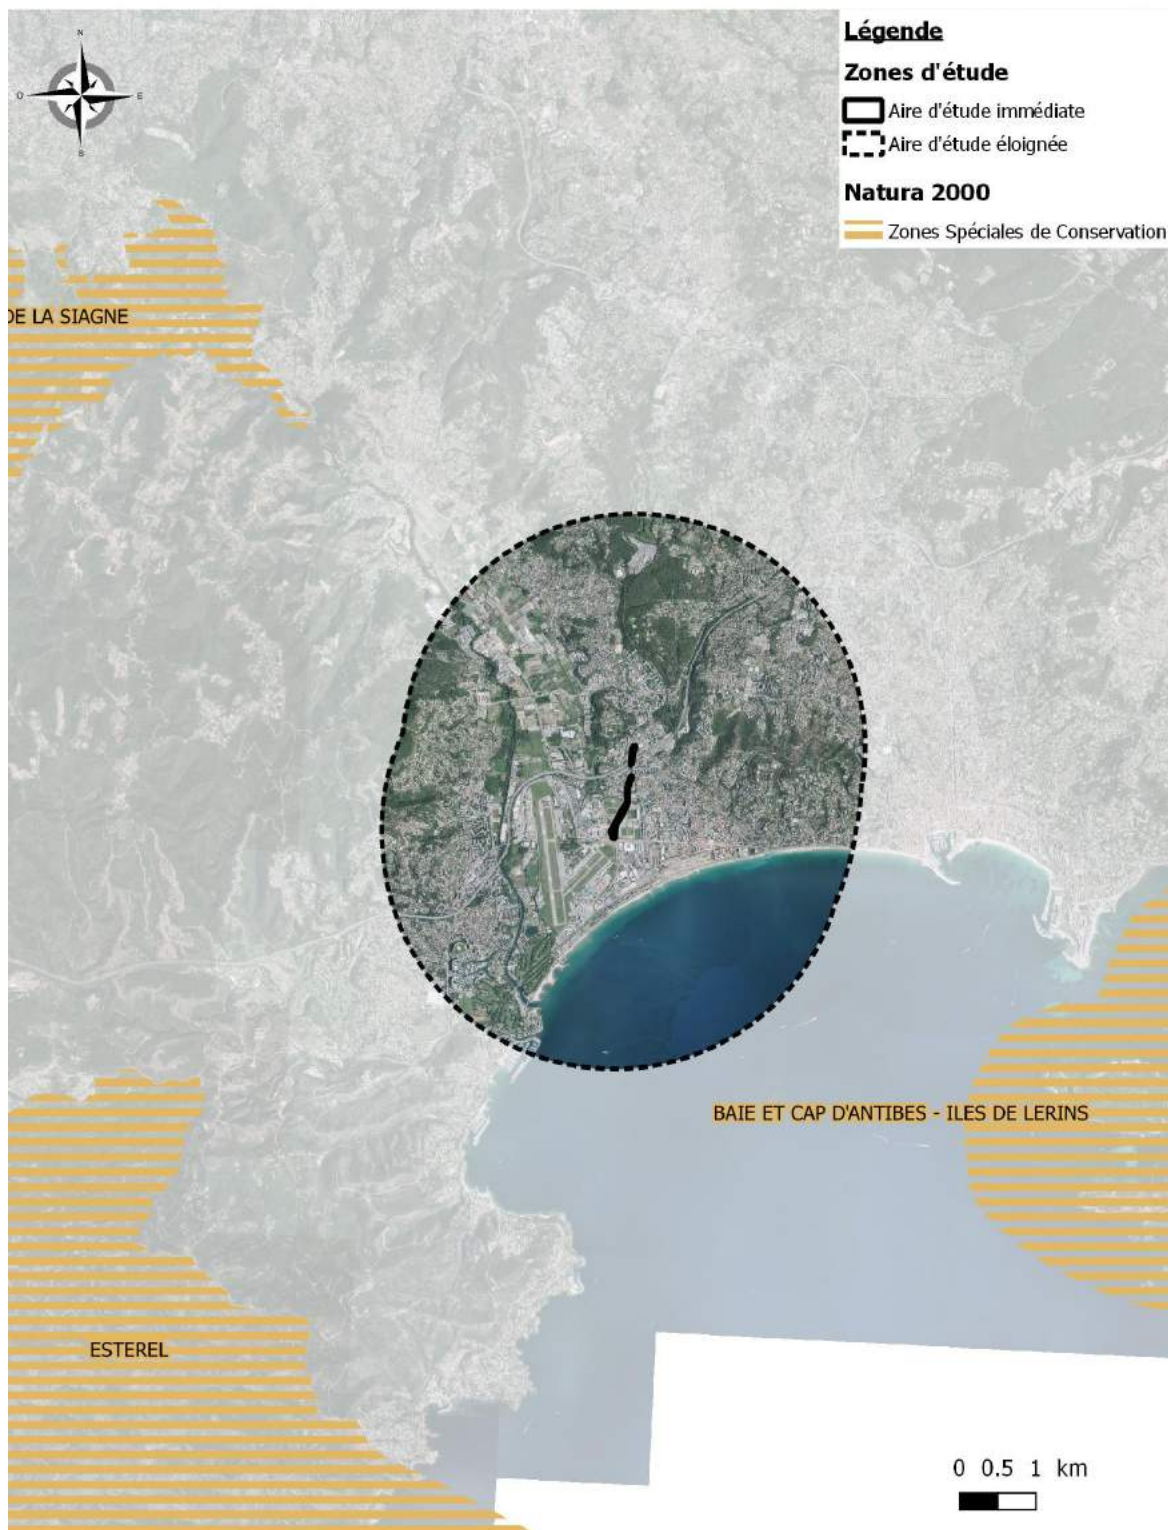 N
O
E
S
Légende
Zones d'étude
Aire d'étude immédiate
Aire d'étude éloignée
Natura 2000
Zones Spéciales de Conservation
DE LA SIAGNE
BAIE ET CAP D'ANTIBES - ILES DE LERINS
ESTEREL
0 0.5 1 km